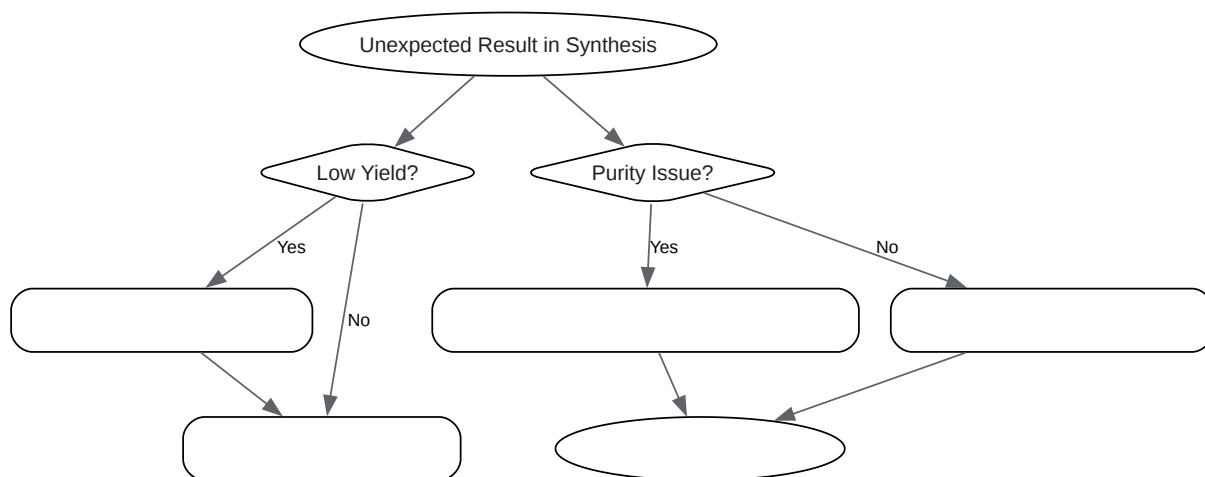 Unexpected Result in Synthesis
Low Yield?
Purity Issue?
Yes
Yes
No
No